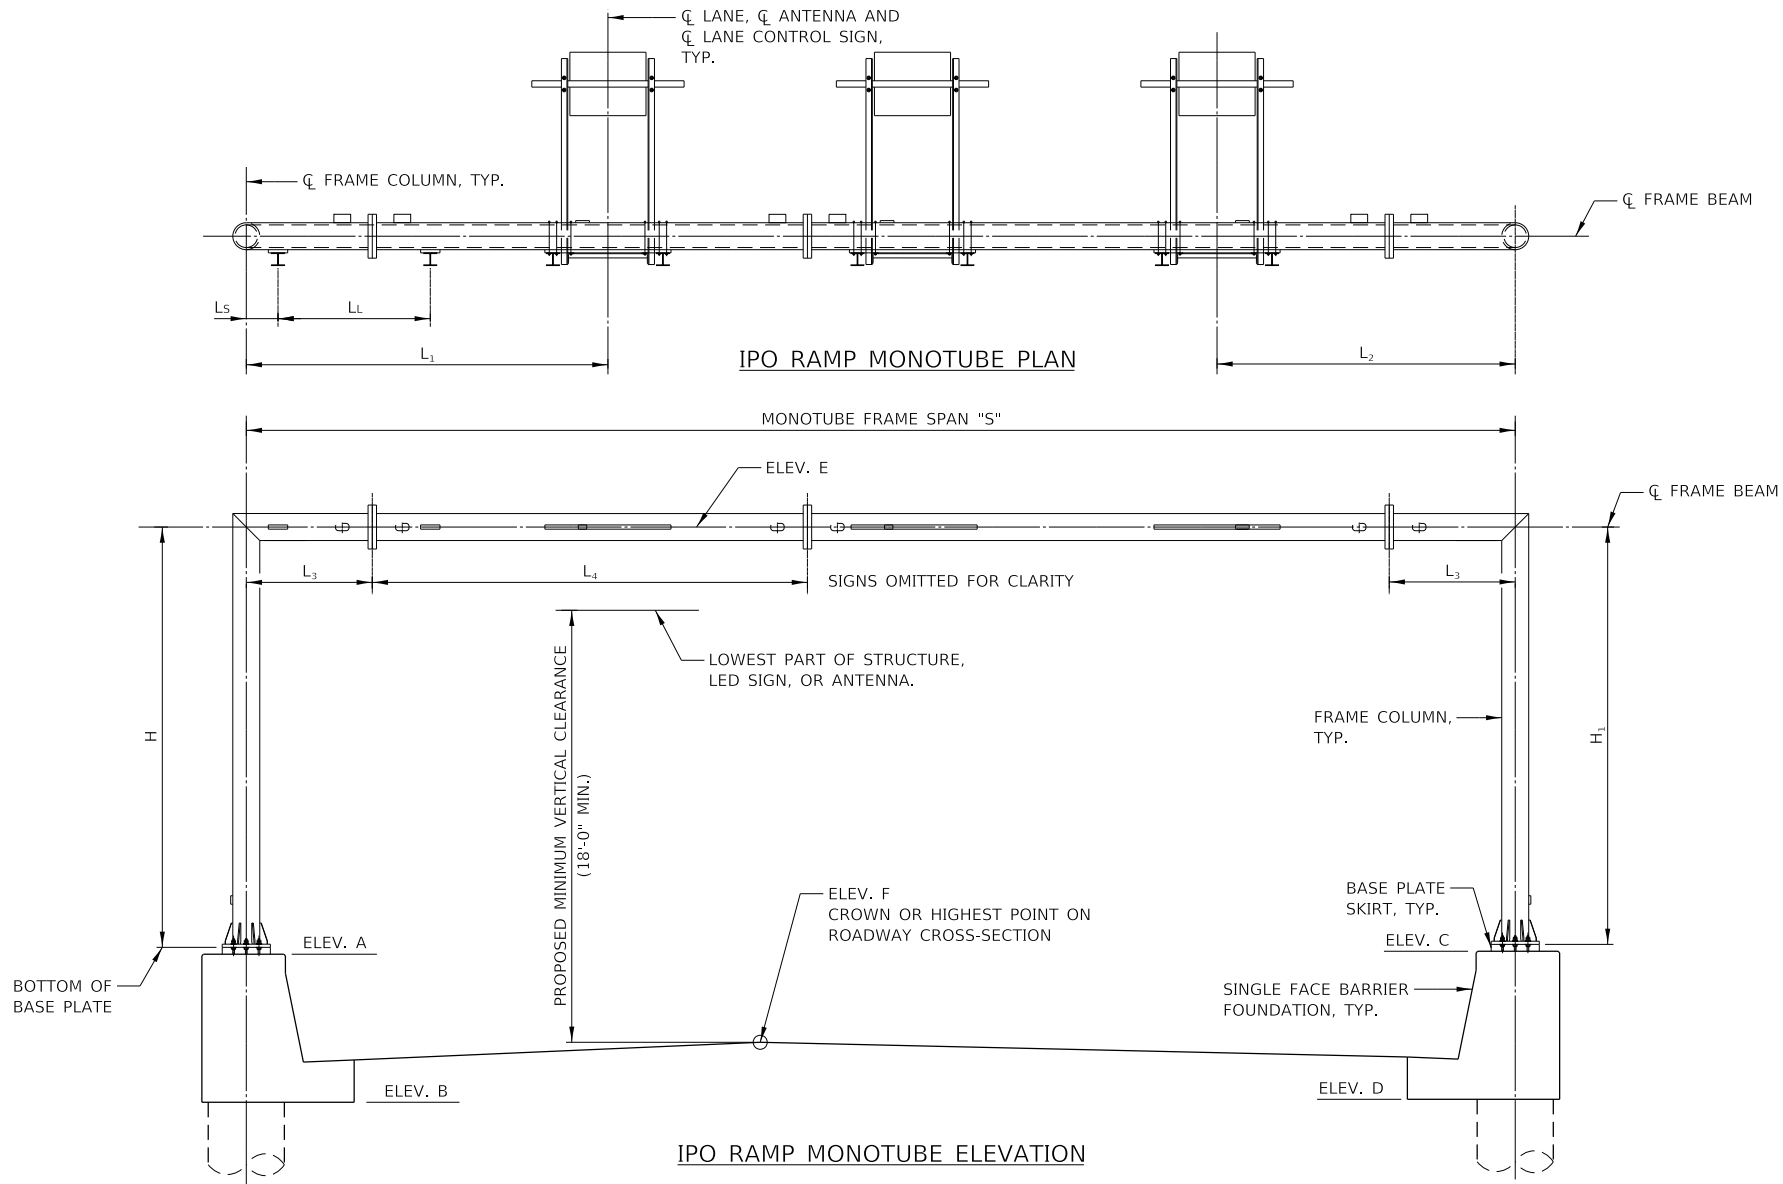 ℄ LANE, ℄ ANTENNA AND
℄ LANE CONTROL SIGN,
TYP.
℄ FRAME COLUMN, TYP.
℄ FRAME BEAM
LS
LL
L₁
IPO RAMP MONOTUBE PLAN
L₂
MONOTUBE FRAME SPAN "S"
ELEV. E
℄ FRAME BEAM
L₃
L₄
SIGNS OMITTED FOR CLARITY
L₃
LOWEST PART OF STRUCTURE,
LED SIGN, OR ANTENNA.
PROPOSED MINIMUM VERTICAL CLEARANCE
(18'-0" MIN.)
H
FRAME COLUMN,
TYP.
H₁
ELEV. F
CROWN OR HIGHEST POINT ON
ROADWAY CROSS-SECTION
BASE PLATE
SKIRT, TYP.
ELEV. A
ELEV. C
BOTTOM OF
BASE PLATE
SINGLE FACE BARRIER
FOUNDATION, TYP.
ELEV. B
ELEV. D
IPO RAMP MONOTUBE ELEVATION